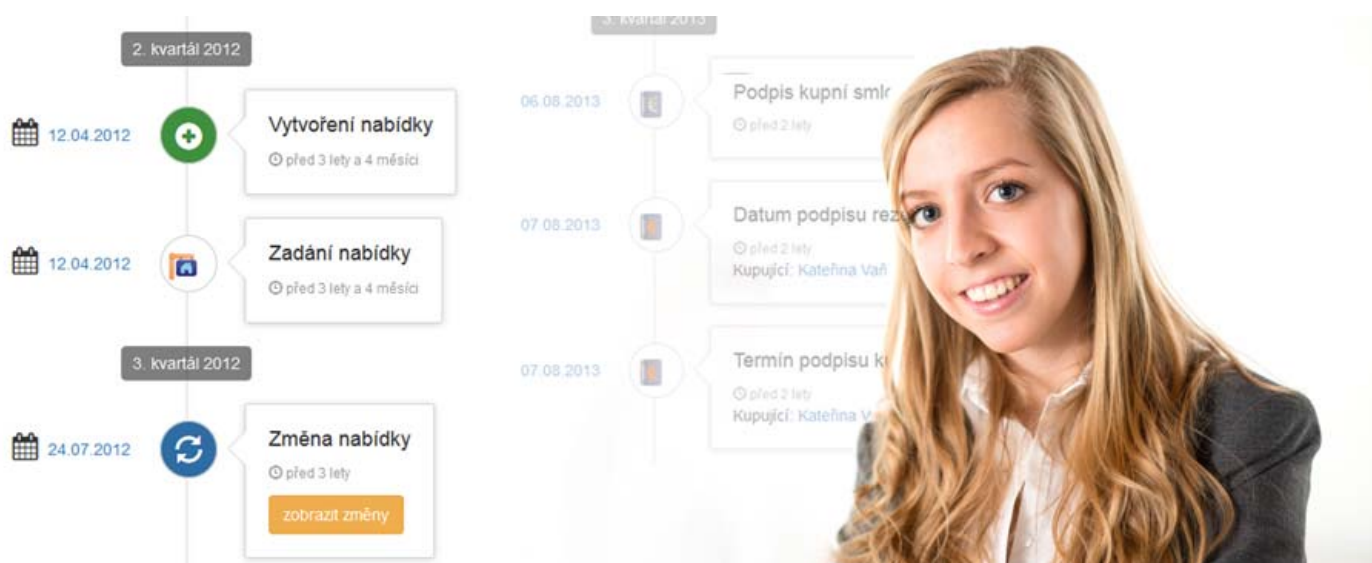 2. kvartál 2012
12.04.2012
Vytvoření nabídky
před 3 lety a 4 měsíci
12.04.2012
Zadání nabídky
před 3 lety a 4 měsíci
3. kvartál 2012
24.07.2012
Změna nabídky
před 3 lety
zobrazit změny
3. kvartál 2013
06.08.2013
Podpis kupní
před 2 lety
07.08.2013
Datum podpisu
před 2 lety
Kupující: Kateřina
07.08.2013
Termín podpisu
před 2 lety
Kupující: Kateřina